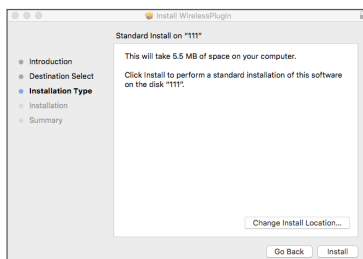 Install WirelessPlugin
Standard Install on "111"
Introduction
Destination Select
Installation Type
Installation
Summary
This will take 5.5 MB of space on your computer.
Click Install to perform a standard installation of this software
on the disk "111".
Change Install Location...
Go Back
Install